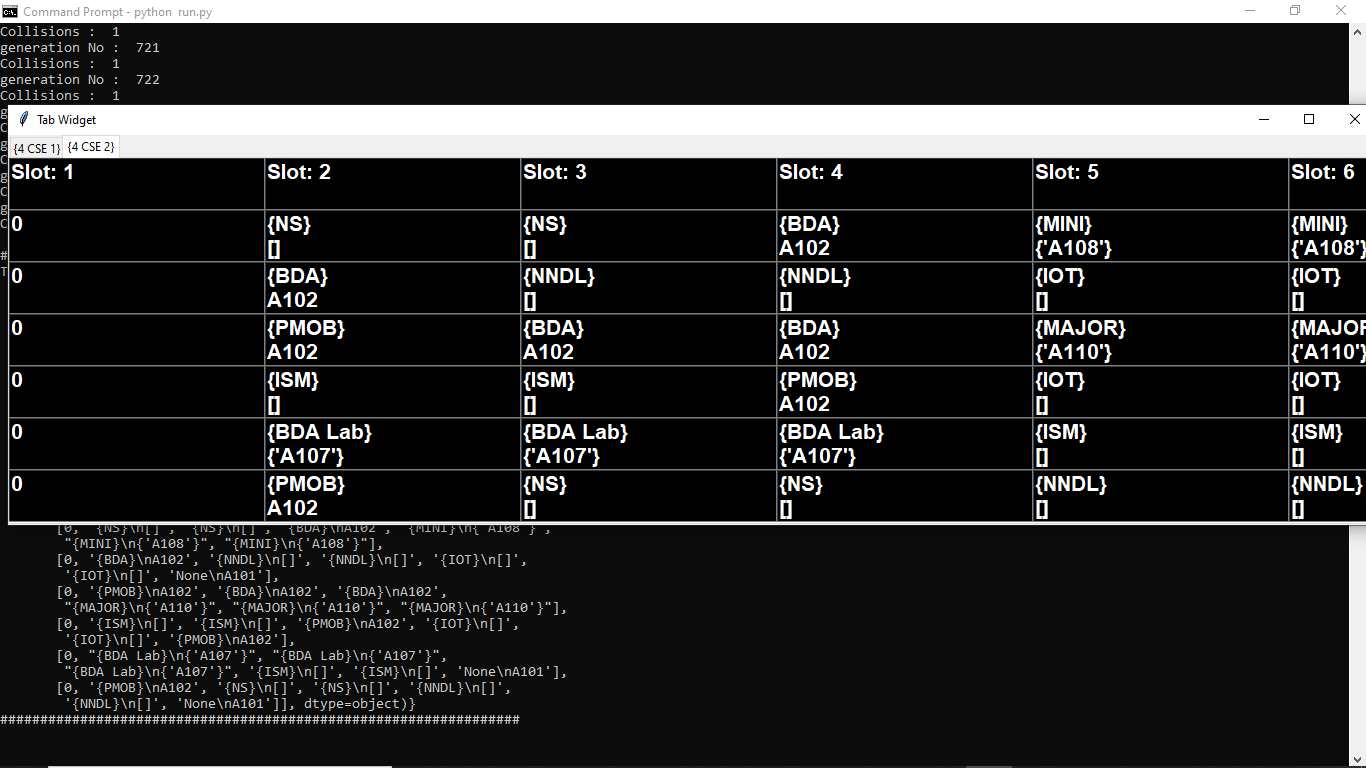 Command Prompt - python  run.py
Collisions :  1
generation No :  721
Collisions :  1
generation No :  722
Collisions :  1
Tab Widget
{4 CSE 1} {4 CSE 2}
Slot: 1 Slot: 2 Slot: 3 Slot: 4 Slot: 5 Slot: 6
0 {NS} {NS} {BDA} {MINI} {MINI}
[] [] A102 {'A108'} {'A108'}
0 {BDA} {NNDL} {NNDL} {IOT} {IOT}
A102 [] [] [] []
0 {PMOB} {BDA} {BDA} {MAJOR} {MAJOR
A102 A102 A102 {'A110'} {'A110'}
0 {ISM} {ISM} {PMOB} {IOT} {IOT}
[] [] A102 [] []
0 {BDA Lab} {BDA Lab} {BDA Lab} {ISM} {ISM}
{'A107'} {'A107'} {'A107'} [] []
0 {PMOB} {NS} {NS} {NNDL} {NNDL}
A102 [] [] [] []
[0, '{NS}\n[]', '{NS}\n[]', '{BDA}\nA102', "{MINI}\n{'A108'}",
"{MINI}\n{'A108'}", "{MINI}\n{'A108'}"],
[0, '{BDA}\nA102', '{NNDL}\n[]', '{NNDL}\n[]', '{IOT}\n[]',
'{IOT}\n[]', 'None\nA101'],
[0, '{PMOB}\nA102', '{BDA}\nA102', '{BDA}\nA102',
"{MAJOR}\n{'A110'}", "{MAJOR}\n{'A110'}", "{MAJOR}\n{'A110'}"],
[0, '{ISM}\n[]', '{ISM}\n[]', '{PMOB}\nA102', '{IOT}\n[]',
'{IOT}\n[]', '{PMOB}\nA102'],
[0, "{BDA Lab}\n{'A107'}", "{BDA Lab}\n{'A107'}",
"{BDA Lab}\n{'A107'}", '{ISM}\n[]', '{ISM}\n[]', 'None\nA101'],
[0, '{PMOB}\nA102', '{NS}\n[]', '{NS}\n[]', '{NNDL}\n[]',
'{NNDL}\n[]', 'None\nA101']], dtype=object)}
#################################################################